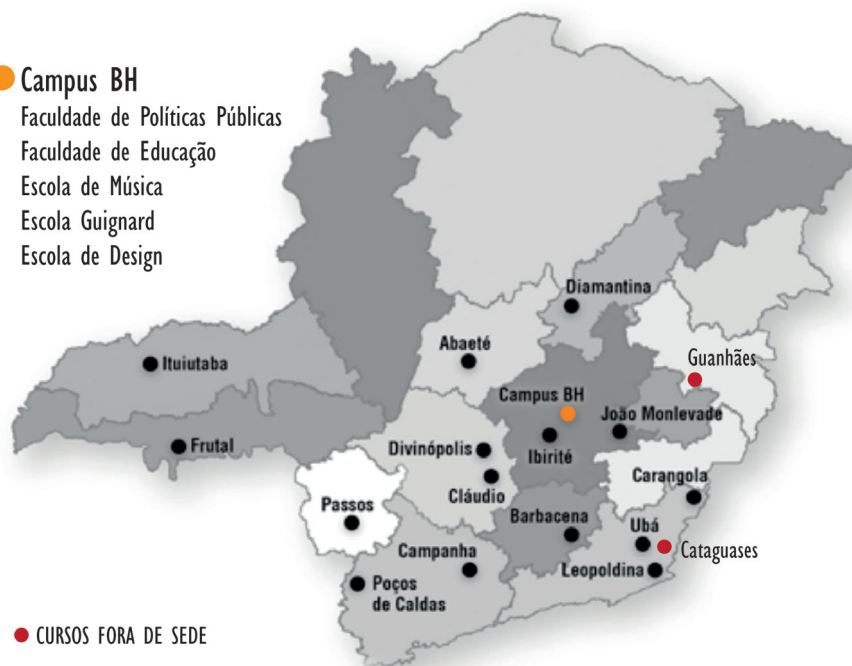 Campus BH
Faculdade de Políticas Públicas
Faculdade de Educação
Escola de Música
Escola Guignard
Escola de Design
Diamantina
Abaeté
Guanhães
Ituiutaba
Campus BH
João Monlevade
Frutal
Divinópolis
Ibirité
Cláudio
Carangola
Passos
Barbacena
Ubá
Campanha
Cataguases
Leopoldina
Poços
de Caldas
CURSOS FORA DE SEDE